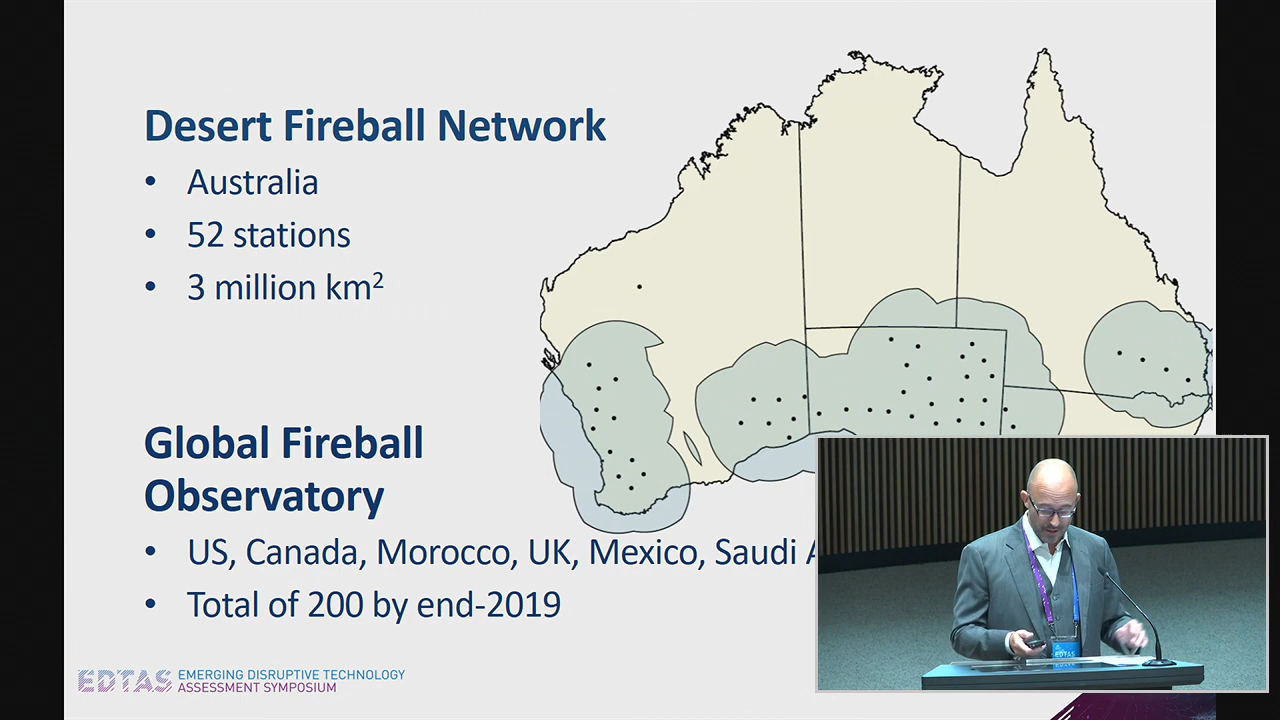 Desert Fireball Network
• Australia
• 52 stations
• 3 million km²
Global Fireball
Observatory
• US, Canada, Morocco, UK, Mexico, Saudi
• Total of 200 by end-2019
EDTAS EMERGING DISRUPTIVE TECHNOLOGY
ASSESSMENT SYMPOSIUM
EDTAS